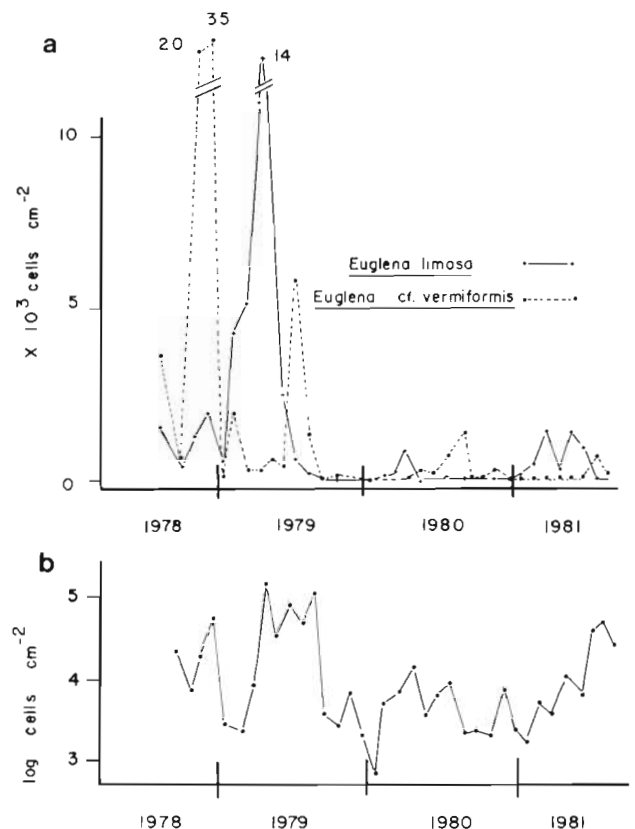 a
20
35
14
10
5
0
X 10³ cells cm⁻²
Euglena limosa
Euglena cf. vermiformis
1978
1979
1980
1981
b
5
4
3
log cells cm⁻²
1978
1979
1980
1981